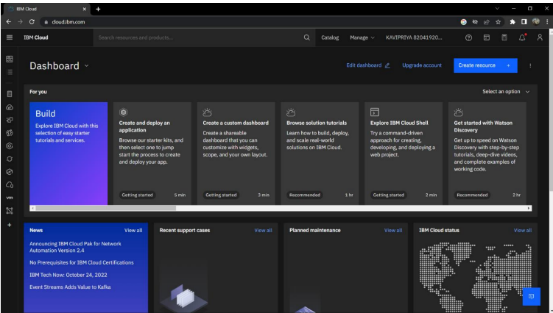 IBM Cloud
cloud.ibm.com
IBM Cloud
Search resources and products...
Catalog
Manage
KAVIPRIYA 82041920...
Dashboard
Edit dashboard
Upgrade account
Create resource +
For you
Select an option
Build
Explore IBM Cloud with this
selection of easy starter
tutorials and services.
Create and deploy an
application
Browse our starter kits, and
then select one to jump
start the process to create
and deploy your app.
Getting started
5 min
Create a custom dashboard
Create a shareable
dashboard that you can
customize with widgets,
scope, and your own layout.
Getting started
3 min
Browse solution tutorials
Learn how to build, deploy,
and scale real-world
solutions on IBM Cloud.
Recommended
1 hr
Explore IBM Cloud Shell
Try a command-driven
approach for creating,
developing, and deploying a
web project.
Getting started
3 min
Get started with Watson
Discovery
Get up to speed on Watson
Discovery with step-by-step
tutorials, deep-dive videos,
and complete examples of
working code.
Recommended
2 hr
News
View all
Announcing IBM Cloud Pak for Network
Automation Version 2.4
No Prerequisites for IBM Cloud Certifications
IBM Tech Now: October 24, 2022
Event Streams Adds Value to Kafka
Recent support cases
View all
Planned maintenance
View all
IBM Cloud status
View all